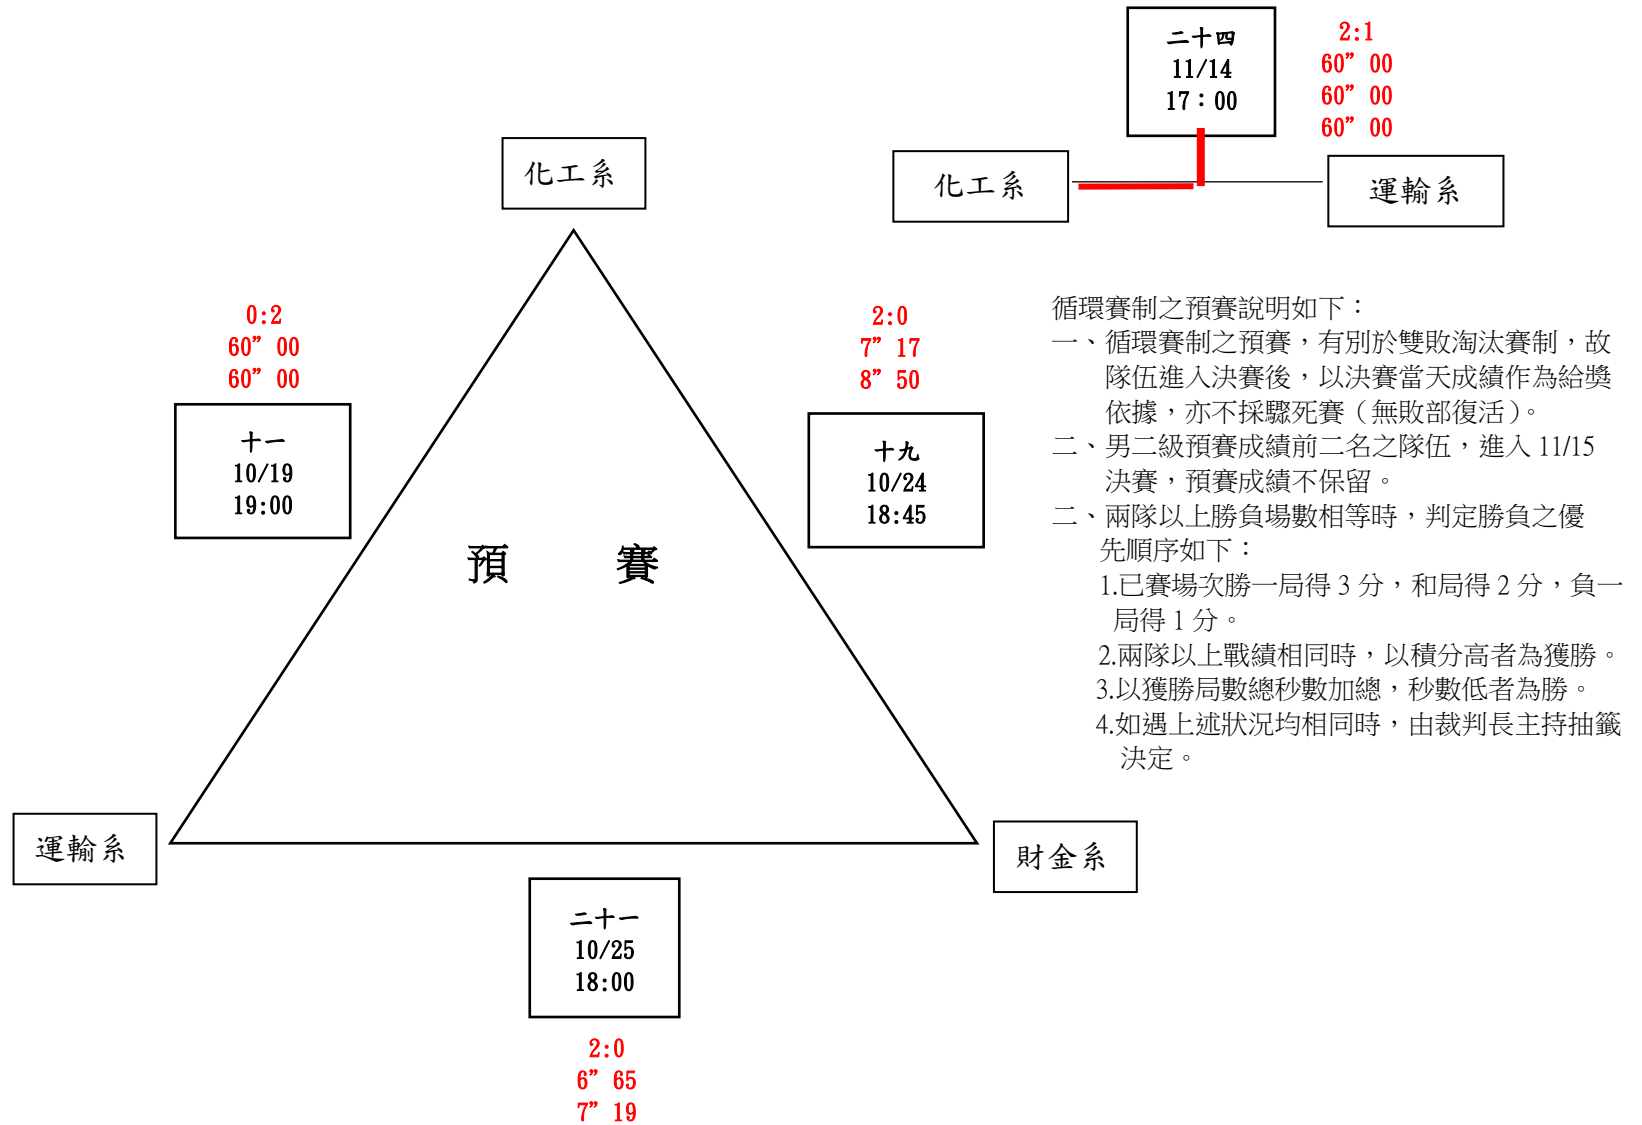 二十四
11/14
17：00
2:1
60”00
60”00
60”00
化工系
化工系
運輸系
0:2
60”00
60”00
2:0
7”17
8”50
十一
10/19
19:00
十九
10/24
18:45
預　　賽
運輸系
財金系
二十一
10/25
18:00
2:0
6”65
7”19
循環賽制之預賽說明如下：
一、循環賽制之預賽，有別於雙敗淘汰賽制，故
隊伍進入決賽後，以決賽當天成績作為給獎
依據，亦不採驟死賽（無敗部復活）。
二、男二級預賽成績前二名之隊伍，進入 11/15
決賽，預賽成績不保留。
二、兩隊以上勝負場數相等時，判定勝負之優
先順序如下：
1.已賽場次勝一局得 3 分，和局得 2 分，負一
局得 1 分。
2.兩隊以上戰績相同時，以積分高者為獲勝。
3.以獲勝局數總秒數加總，秒數低者為勝。
4.如遇上述狀況均相同時，由裁判長主持抽籤
決定。